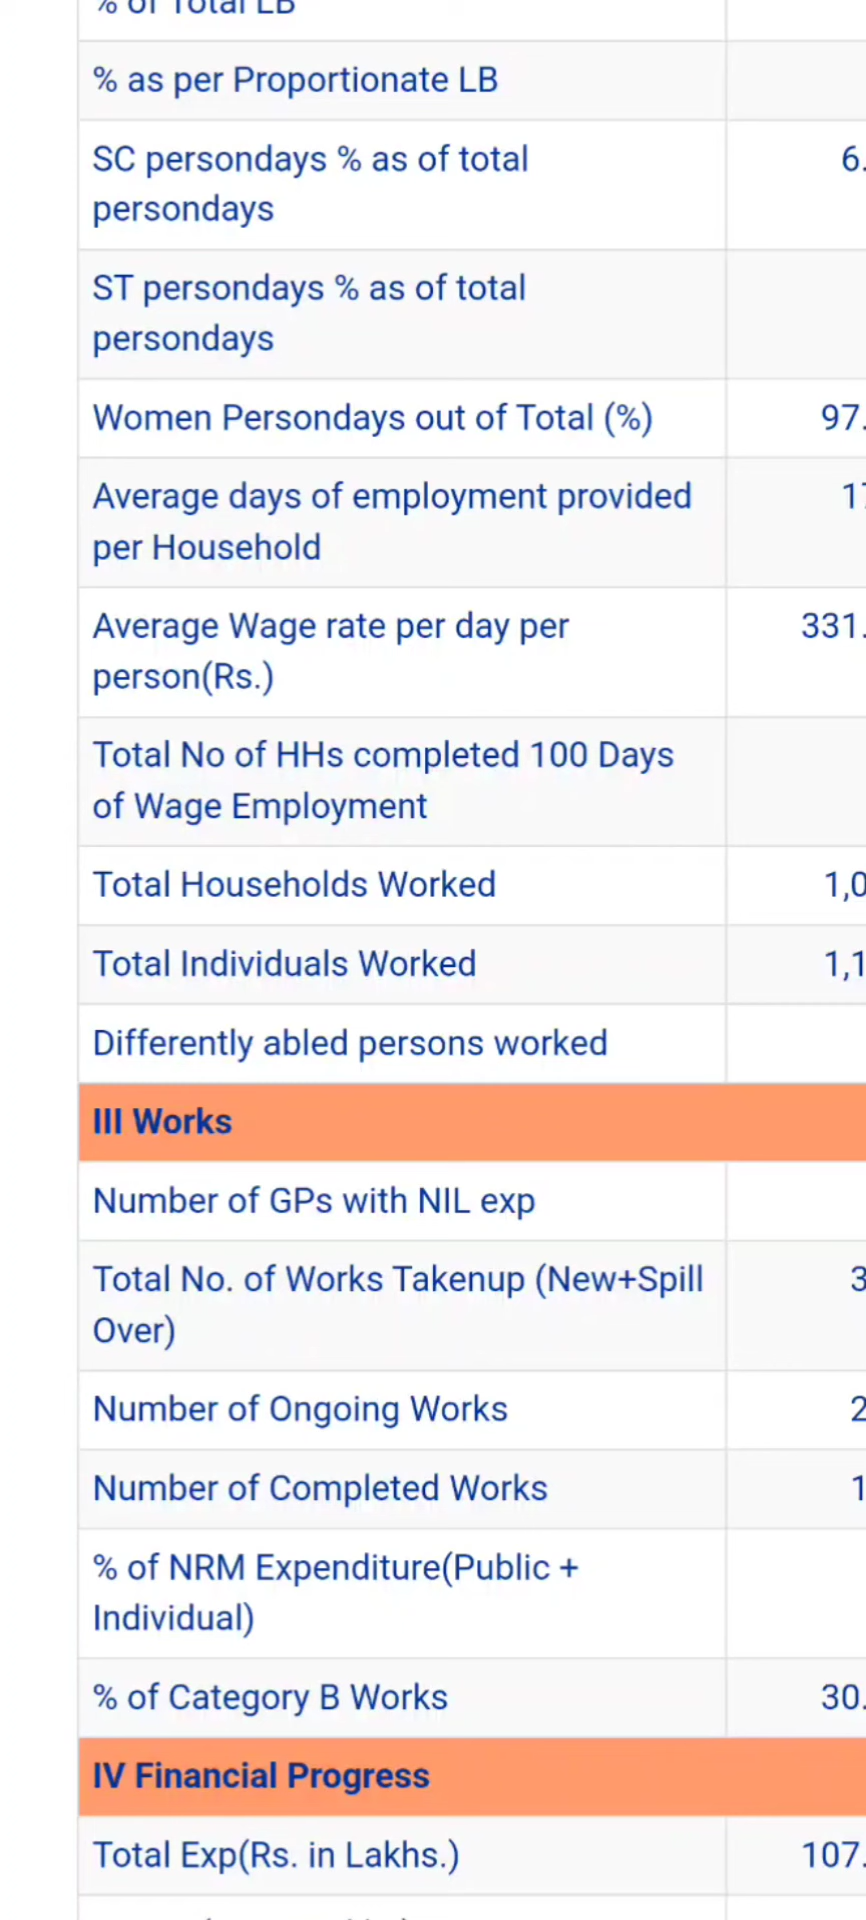 % of Total LB
% as per Proportionate LB
SC persondays % as of total 6.
persondays
ST persondays % as of total
persondays
Women Persondays out of Total (%) 97.
Average days of employment provided 17
per Household
Average Wage rate per day per 331.
person(Rs.)
Total No of HHs completed 100 Days
of Wage Employment
Total Households Worked 1,0
Total Individuals Worked 1,1
Differently abled persons worked
III Works
Number of GPs with NIL exp
Total No. of Works Takenup (New+Spill 3
Over)
Number of Ongoing Works 2
Number of Completed Works 1
% of NRM Expenditure(Public +
Individual)
% of Category B Works 30.
IV Financial Progress
Total Exp(Rs. in Lakhs.) 107.